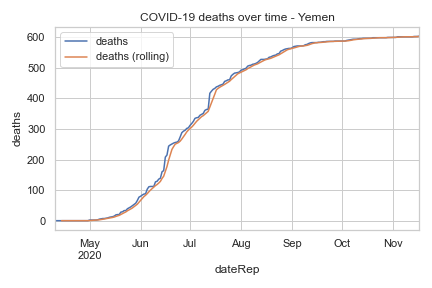 COVID-19 deaths over time - Yemen
deaths
deaths (rolling)
600
500
400
300
200
100
0
deaths
May Jun Jul Aug Sep Oct Nov
2020
dateRep